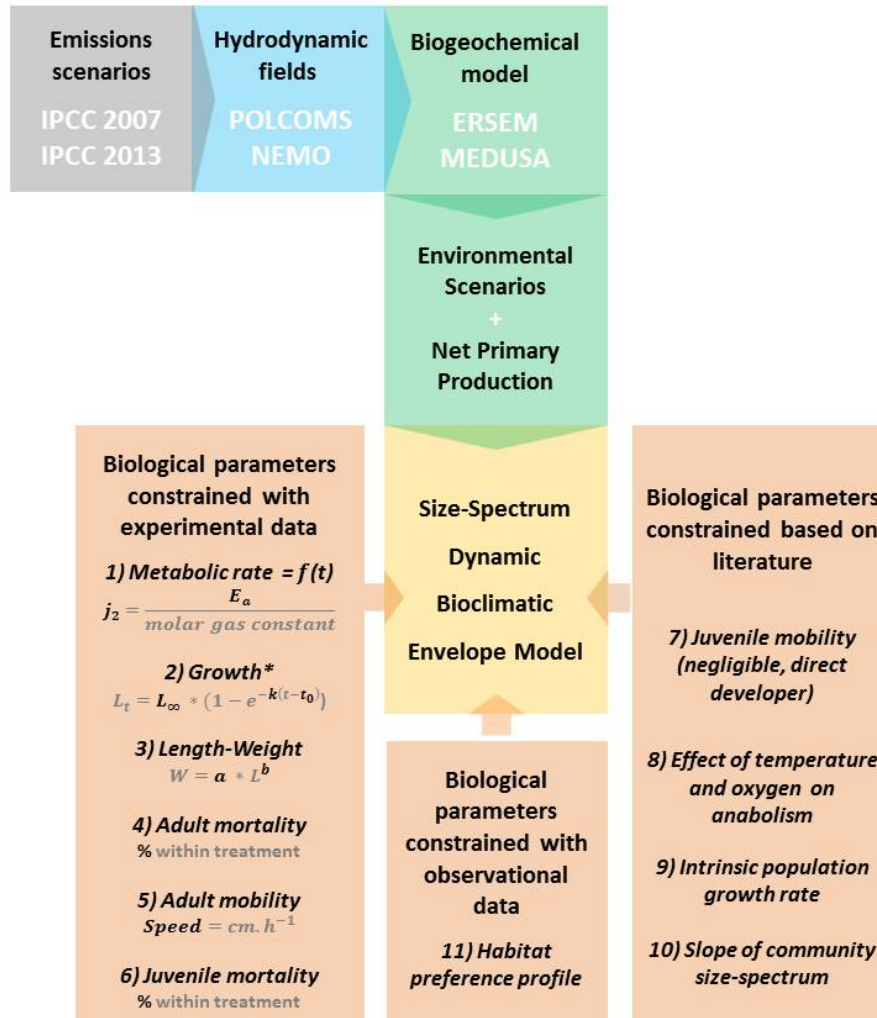 Emissions
scenarios
IPCC 2007
IPCC 2013
Hydrodynamic
fields
POLCOMS
NEMO
Biogeochemical
model
ERSEM
MEDUSA
Environmental
Scenarios
+
Net Primary
Production
Biological parameters
constrained with
experimental data
1) Metabolic rate = f(t)
j₂ = E_a / molar gas constant
2) Growth*
L_t = L_∞ * (1 − e^{−k(t−t₀)})
3) Length-Weight
W = a * L^b
4) Adult mortality
% within treatment
5) Adult mobility
Speed = cm. h⁻¹
6) Juvenile mortality
% within treatment
Size-Spectrum
Dynamic
Bioclimatic
Envelope Model
Biological
parameters
constrained with
observational
data
11) Habitat
preference profile
Biological parameters
constrained based on
literature
7) Juvenile mobility
(negligible, direct
developer)
8) Effect of temperature
and oxygen on
anabolism
9) Intrinsic population
growth rate
10) Slope of community
size-spectrum